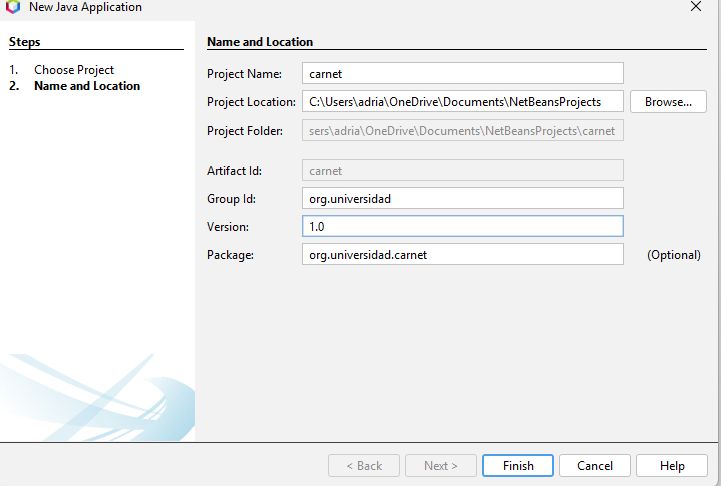 New Java Application
Steps
1. Choose Project
2. Name and Location
Name and Location
Project Name: carnet
Project Location: C:\Users\adria\OneDrive\Documents\NetBeansProjects Browse...
Project Folder: sers\adria\OneDrive\Documents\NetBeansProjects\carnet
Artifact Id: carnet
Group Id: org.universidad
Version: 1.0
Package: org.universidad.carnet (Optional)
< Back Next > Finish Cancel Help